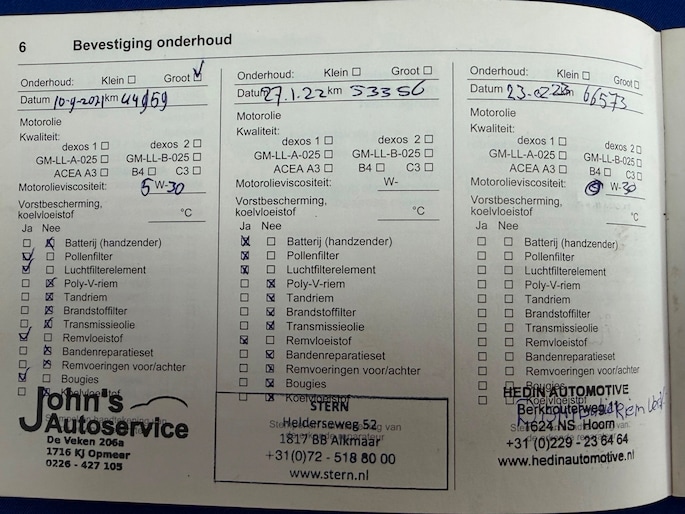 6 Bevestiging onderhoud
Onderhoud: Klein ☐ Groot ☑
Datum 10-9-2021 km 44959
Motorolie
Kwaliteit:
dexos 1 ☐ dexos 2 ☐
GM-LL-A-025 ☐ GM-LL-B-025 ☐
ACEA A3 ☐ B4 ☐ C3 ☐
Motorolieviscositeit: 5 W-30
Vorstbescherming,
koelvloeistof °C
Ja Nee
☐ ☒ Batterij (handzender)
☑ ☐ Pollenfilter
☑ ☐ Luchtfilterelement
☐ ☒ Poly-V-riem
☐ ☒ Tandriem
☐ ☒ Brandstoffilter
☐ ☒ Transmissieolie
☑ ☐ Remvloeistof
☐ ☒ Bandenreparatieset
☐ ☒ Remvoeringen voor/achter
☑ ☐ Bougies
Koelvloeistof
John's
Autoservice
De Veken 206a
1716 KJ Opmeer
0226 - 427 105
Onderhoud: Klein ☐ Groot ☐
Datum 27.1.22 km 53356
Motorolie
Kwaliteit:
dexos 1 ☐ dexos 2 ☐
GM-LL-A-025 ☐ GM-LL-B-025 ☐
ACEA A3 ☐ B4 ☐ C3 ☐
Motorolieviscositeit: W-
Vorstbescherming,
koelvloeistof °C
Ja Nee
☒ ☐ Batterij (handzender)
☒ ☐ Pollenfilter
☒ ☐ Luchtfilterelement
☐ ☒ Poly-V-riem
☐ ☒ Tandriem
☐ ☒ Brandstoffilter
☐ ☒ Transmissieolie
☒ ☐ Remvloeistof
☐ ☒ Bandenreparatieset
☐ ☒ Remvoeringen voor/achter
☐ ☒ Bougies
☐ ☒ Koelvloeistof
STERN
Helderseweg 52
1817 BB Alkmaar
+31(0)72 - 518 80 00
www.stern.nl
Onderhoud: Klein ☐ Groot ☐
Datum 23.02.23 km 66573
Motorolie
Kwaliteit:
dexos 1 ☐ dexos 2 ☐
GM-LL-A-025 ☐ GM-LL-B-025 ☐
ACEA A3 ☐ B4 ☐ C3 ☐
Motorolieviscositeit: 5 W-30
Vorstbescherming,
koelvloeistof °C
Ja Nee
☐ ☐ Batterij (handzender)
☐ ☐ Pollenfilter
☐ ☐ Luchtfilterelement
☐ ☐ Poly-V-riem
☐ ☐ Tandriem
☐ ☐ Brandstoffilter
☐ ☐ Transmissieolie
☐ ☐ Remvloeistof
☐ ☐ Bandenreparatieset
☐ ☐ Remvoeringen voor/achter
☐ ☐ Bougies
☐ ☐ Koelvloeistof
HEDIN AUTOMOTIVE
Berkhouterweg 11
1624 NS Hoorn
+31 (0)229 - 23 64 64
www.hedinautomotive.nl